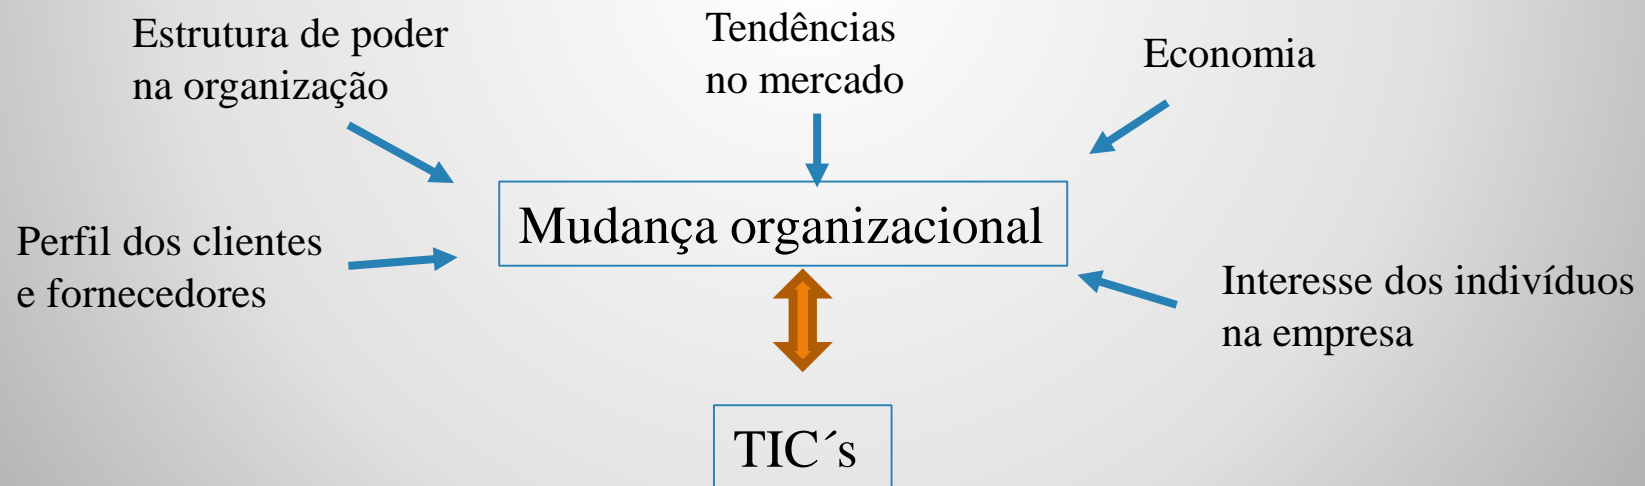 Estrutura de poder
na organização
Tendências
no mercado
Economia
Mudança organizacional
Perfil dos clientes
e fornecedores
Interesse dos indivíduos
na empresa
TIC´s